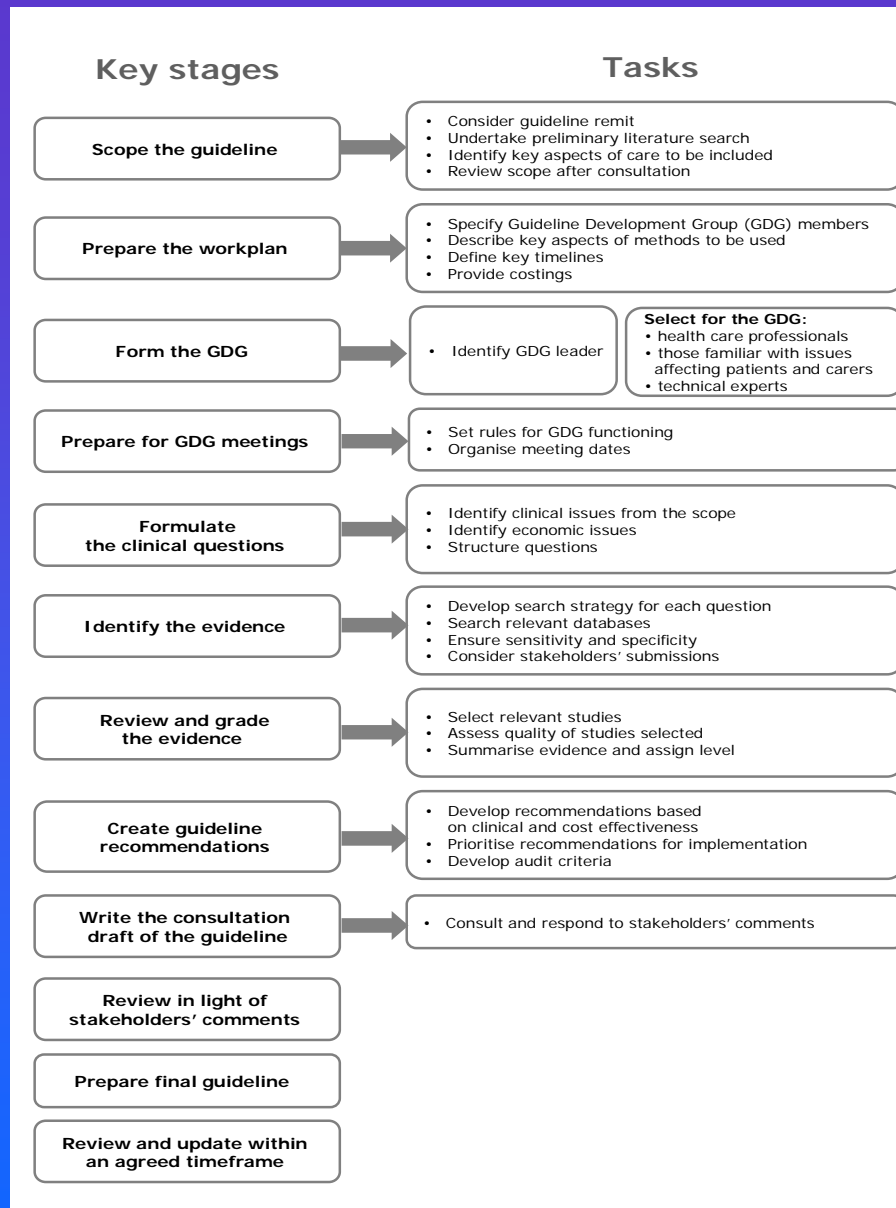 Key stages
Tasks
Scope the guideline
• Consider guideline remit
• Undertake preliminary literature search
• Identify key aspects of care to be included
• Review scope after consultation
Prepare the workplan
• Specify Guideline Development Group (GDG) members
• Describe key aspects of methods to be used
• Define key timelines
• Provide costings
Form the GDG
• Identify GDG leader
Select for the GDG:
• health care professionals
• those familiar with issues
affecting patients and carers
• technical experts
Prepare for GDG meetings
• Set rules for GDG functioning
• Organise meeting dates
Formulate
the clinical questions
• Identify clinical issues from the scope
• Identify economic issues
• Structure questions
Identify the evidence
• Develop search strategy for each question
• Search relevant databases
• Ensure sensitivity and specificity
• Consider stakeholders’ submissions
Review and grade
the evidence
• Select relevant studies
• Assess quality of studies selected
• Summarise evidence and assign level
Create guideline
recommendations
• Develop recommendations based
on clinical and cost effectiveness
• Prioritise recommendations for implementation
• Develop audit criteria
Write the consultation
draft of the guideline
• Consult and respond to stakeholders’ comments
Review in light of
stakeholders’ comments
Prepare final guideline
Review and update within
an agreed timeframe